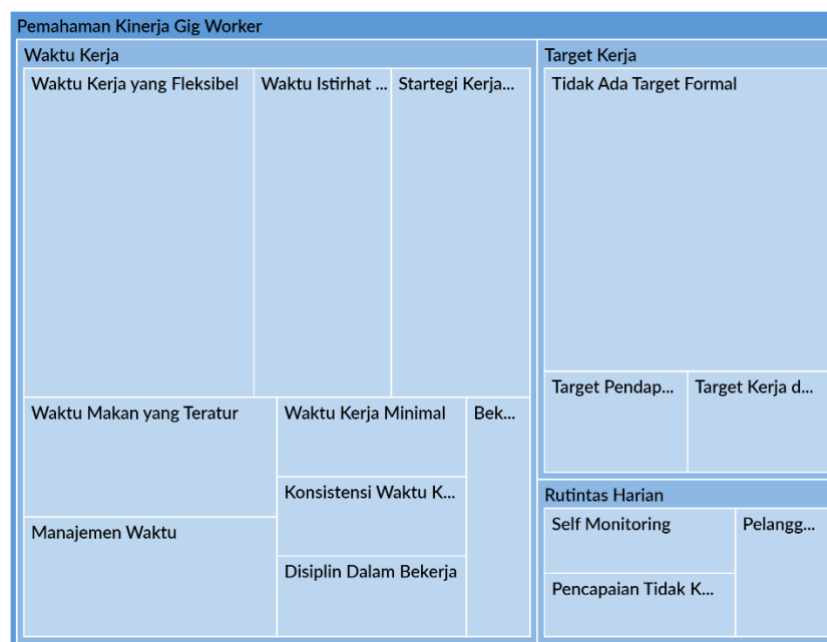 Pemahaman Kinerja Gig Worker
Waktu Kerja
Waktu Kerja yang Fleksibel
Waktu Istirhat ...
Startegi Kerja...
Waktu Makan yang Teratur
Manajemen Waktu
Waktu Kerja Minimal
Konsistensi Waktu K...
Disiplin Dalam Bekerja
Bek...
Target Kerja
Tidak Ada Target Formal
Target Pendap...
Target Kerja d...
Rutintas Harian
Self Monitoring
Pencapaian Tidak K...
Pelangg...